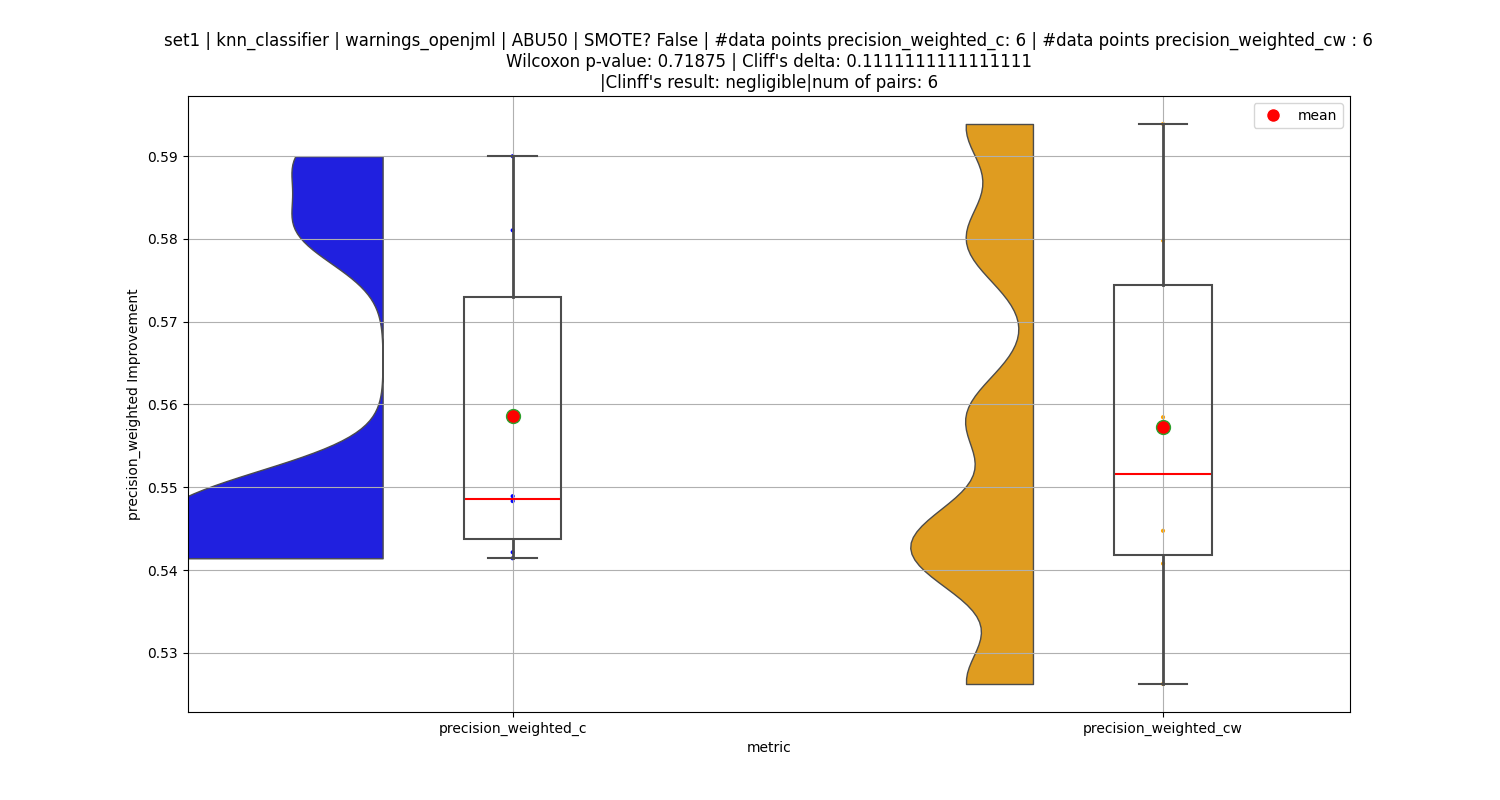 set1 | knn_classifier | warnings_openjml | ABU50 | SMOTE? False | #data points precision_weighted_c: 6 | #data points precision_weighted_cw : 6
Wilcoxon p-value: 0.71875 | Cliff's delta: 0.1111111111111111
|Clinff's result: negligible|num of pairs: 6
mean
precision_weighted Improvement
0.59
0.58
0.57
0.56
0.55
0.54
0.53
precision_weighted_c
precision_weighted_cw
metric